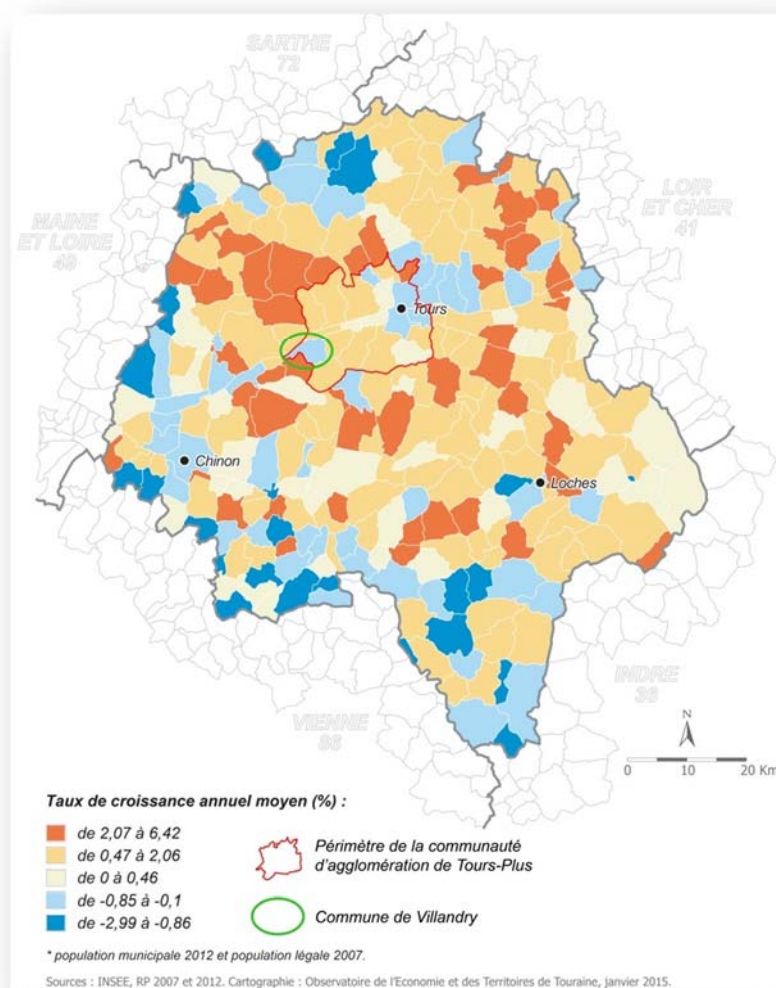 SARTHE
72
LOIR
ET CHER
41
MAINE
ET LOIRE
49
Tours
Chinon
Loches
INDRE
36
VIENNE
86
N
0 10 20 Km
Taux de croissance annuel moyen (%) :
de 2,07 à 6,42
de 0,47 à 2,06
de 0 à 0,46
de -0,85 à -0,1
de -2,99 à -0,86
Périmètre de la communauté
d'agglomération de Tours-Plus
Commune de Villandry
* population municipale 2012 et population légale 2007.
Sources : INSEE, RP 2007 et 2012. Cartographie : Observatoire de l'Economie et des Territoires de Touraine, janvier 2015.